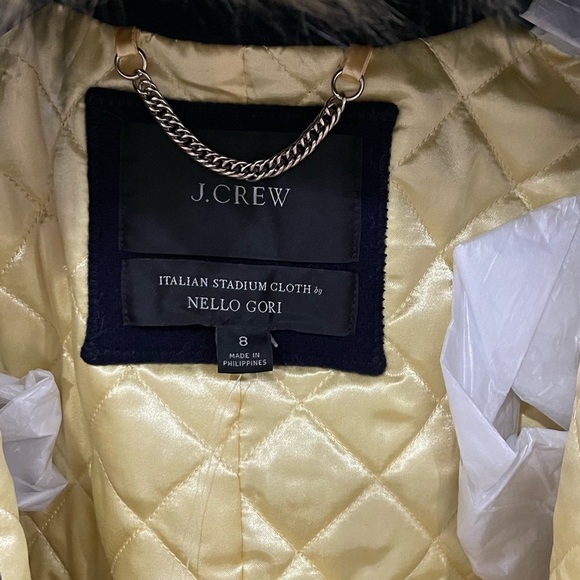 J.CREW
ITALIAN STADIUM CLOTH by
NELLO GORI
8
MADE IN
PHILIPPINES